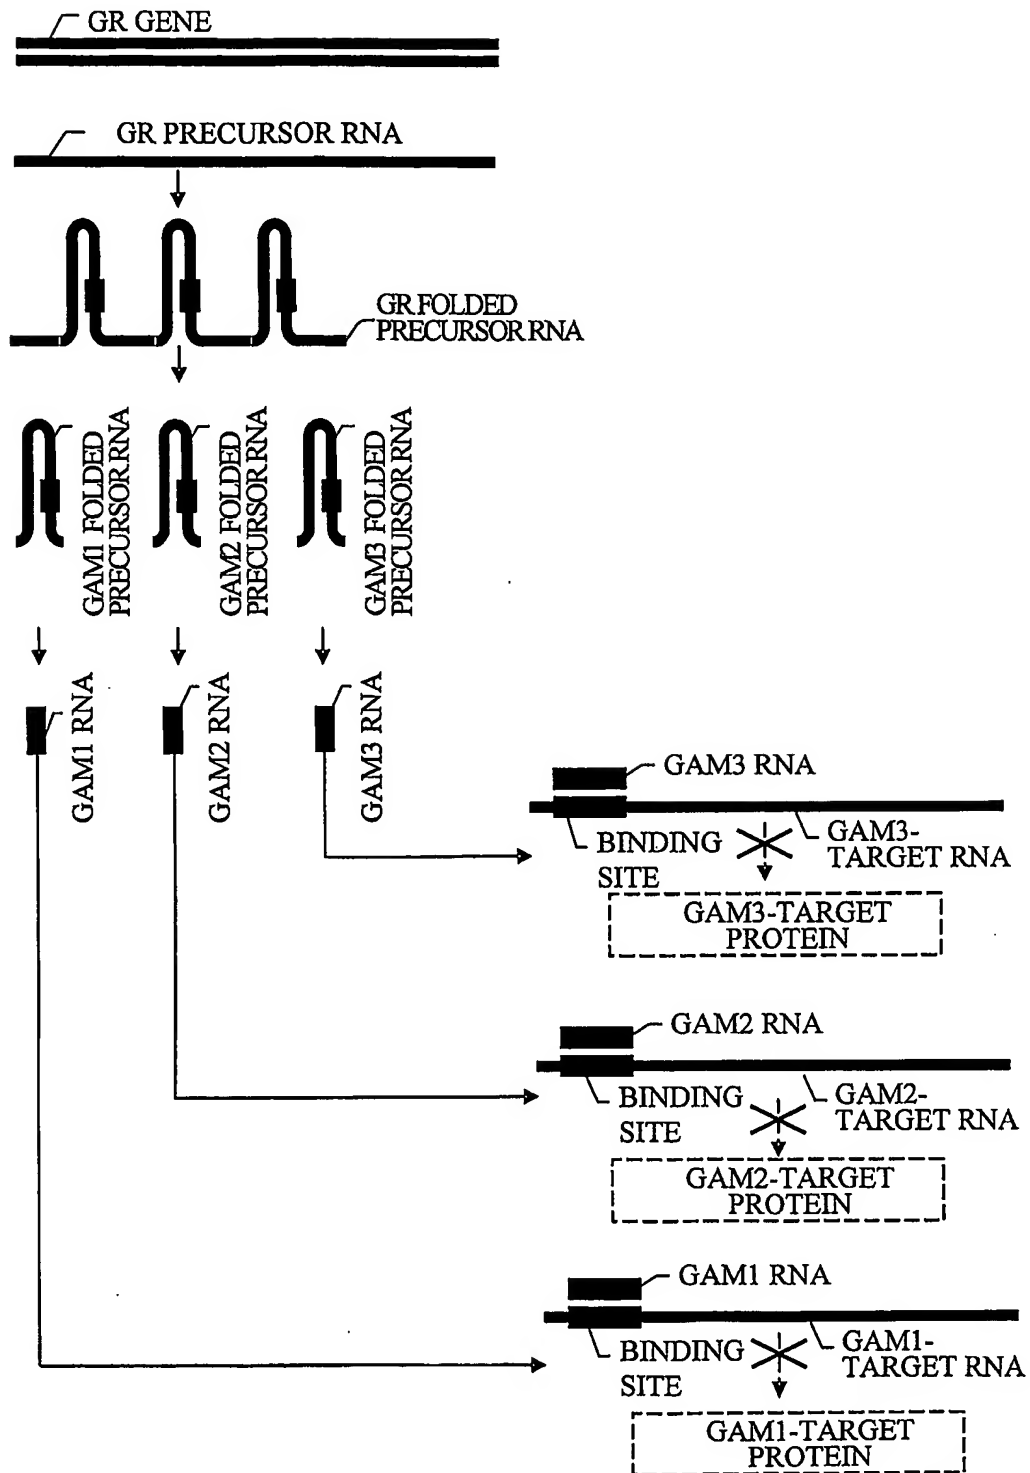 GR GENE
GR PRECURSOR RNA
GR FOLDED
PRECURSOR RNA
GAM1 FOLDED
PRECURSOR RNA
GAM2 FOLDED
PRECURSOR RNA
GAM3 FOLDED
PRECURSOR RNA
GAM1 RNA
GAM2 RNA
GAM3 RNA
GAM3 RNA
BINDING
SITE
GAM3-
TARGET RNA
GAM3-TARGET
PROTEIN
GAM2 RNA
BINDING
SITE
GAM2-
TARGET RNA
GAM2-TARGET
PROTEIN
GAM1 RNA
BINDING
SITE
GAM1-
TARGET RNA
GAM1-TARGET
PROTEIN